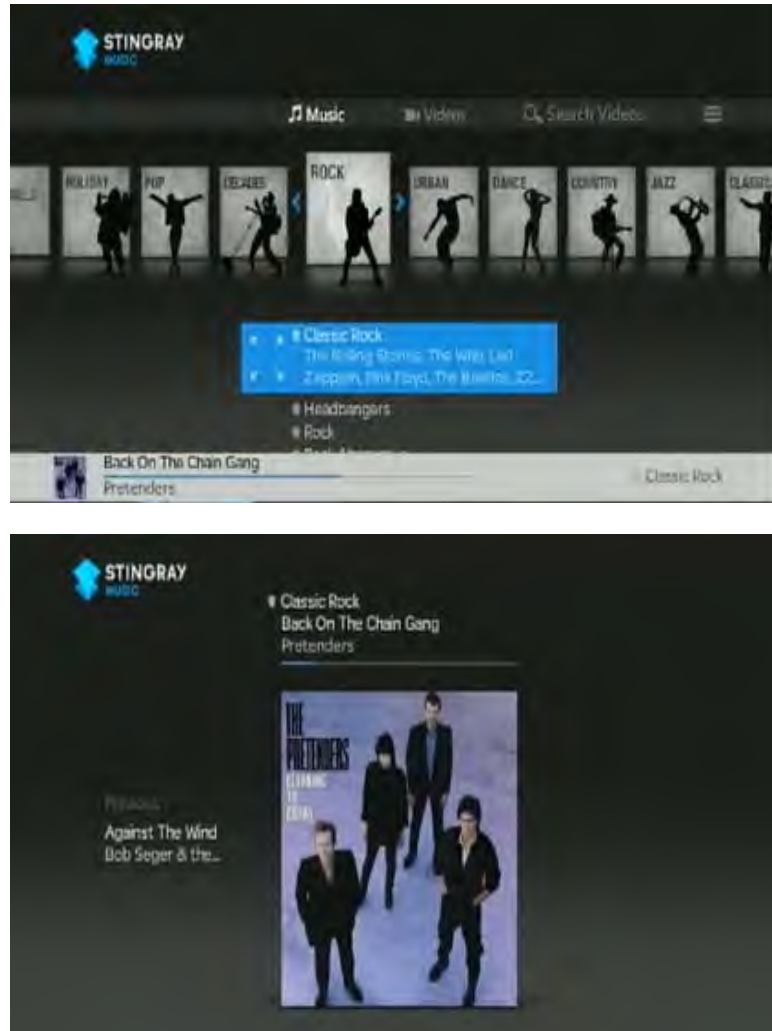 STINGRAY
MUSIC
Music Videos Search Videos
HOLIDAY POP DECADES ROCK URBAN DANCE COUNTRY JAZZ CLASSIC
Classic Rock
The Rolling Stones, The Who, Led
Zeppelin, Pink Floyd, The Beatles, ZZ...
Headbangers
Rock
Back On The Chain Gang
Pretenders
Classic Rock
STINGRAY
MUSIC
Classic Rock
Back On The Chain Gang
Pretenders
THE
PRETENDERS
LEARNING
TO
CRAWL
Previous
Against The Wind
Bob Seger & the...